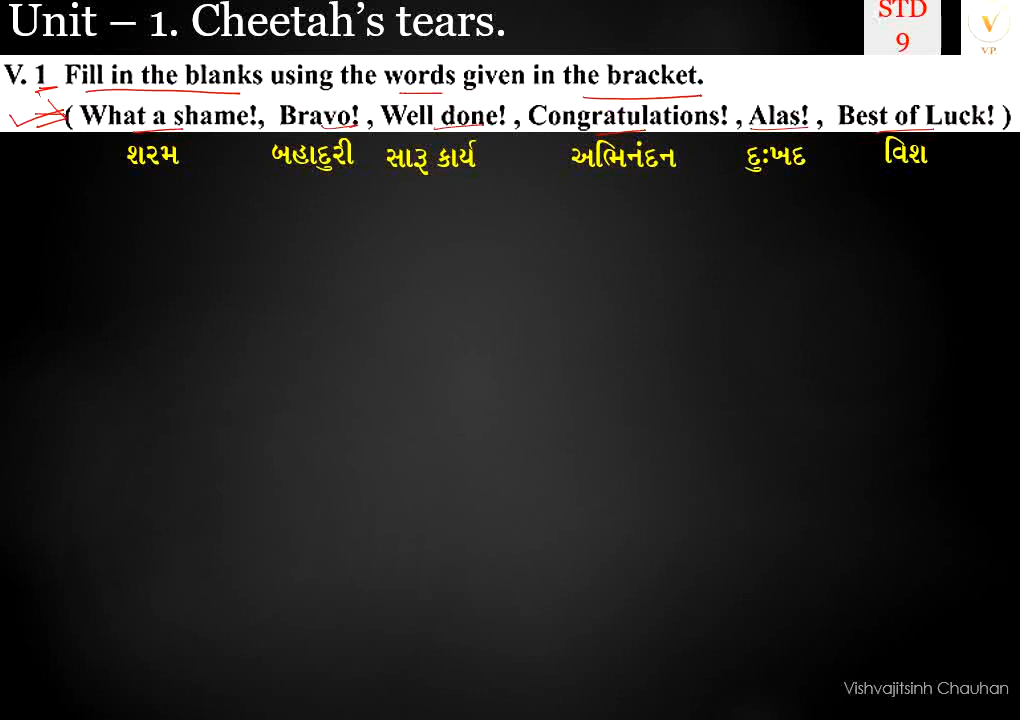 Unit – 1. Cheetah’s tears.
STD
9
V
V.P.
V. 1 Fill in the blanks using the words given in the bracket.
( What a shame!, Bravo! , Well done! , Congratulations! , Alas! , Best of Luck! )
શરમ બહાદુરી સારૂ કાર્ય અભિનંદન દુઃખદ વિશ
Vishvajitsinh Chauhan